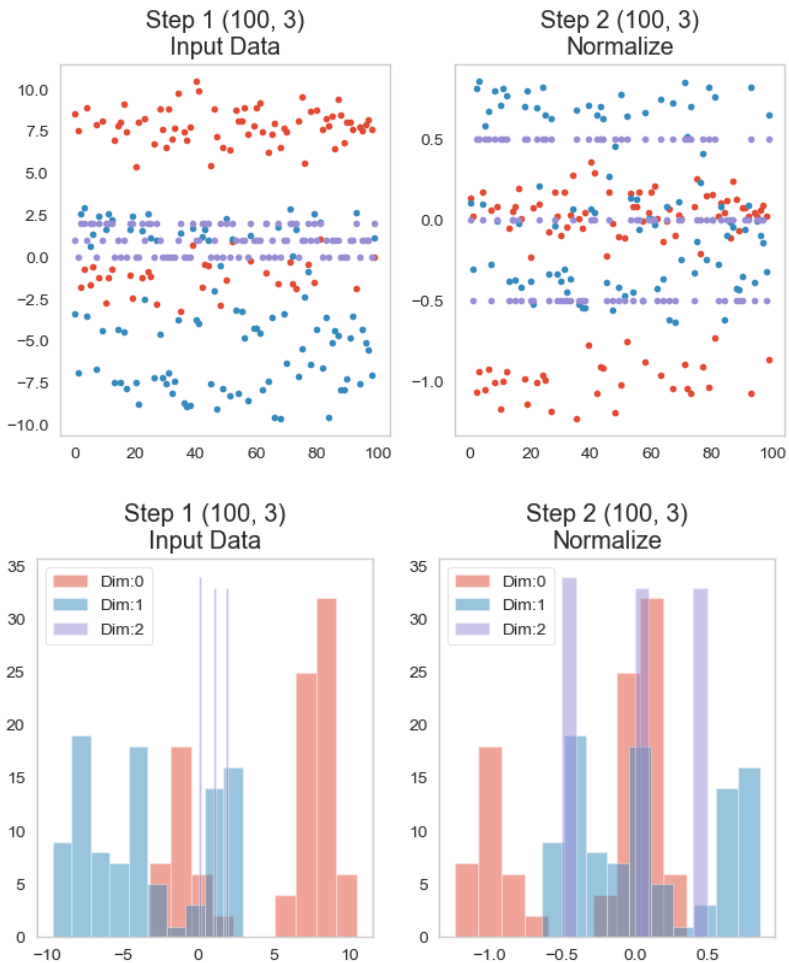 Step 1 (100, 3)
Input Data
Step 2 (100, 3)
Normalize
10.0
7.5
5.0
2.5
0.0
−2.5
−5.0
−7.5
−10.0
0 20 40 60 80 100
0.5
0.0
−0.5
−1.0
0 20 40 60 80 100
Step 1 (100, 3)
Input Data
Step 2 (100, 3)
Normalize
35
30
25
20
15
10
5
0
Dim:0
Dim:1
Dim:2
−10 −5 0 5 10
35
30
25
20
15
10
5
0
Dim:0
Dim:1
Dim:2
−1.0 −0.5 0.0 0.5